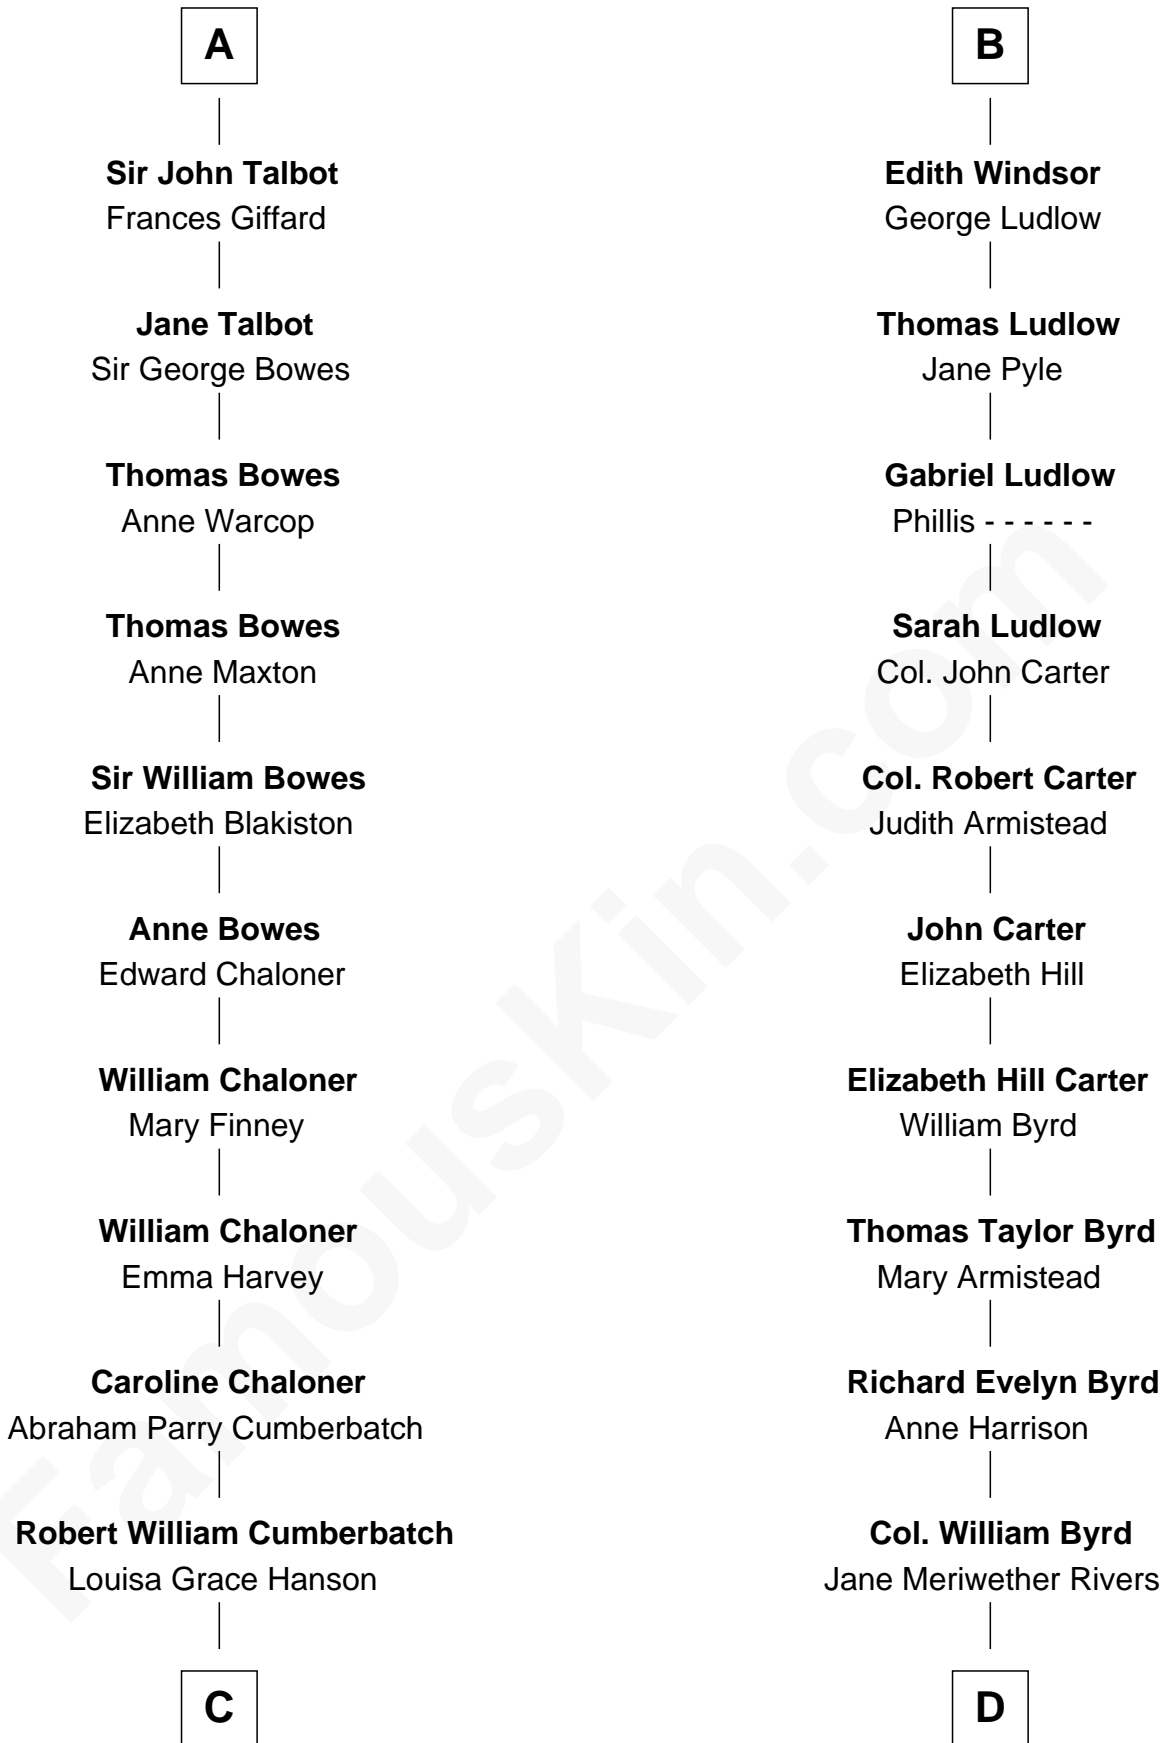 A
Sir John Talbot
Frances Giffard
Jane Talbot
Sir George Bowes
Thomas Bowes
Anne Warcop
Thomas Bowes
Anne Maxton
Sir William Bowes
Elizabeth Blakiston
Anne Bowes
Edward Chaloner
William Chaloner
Mary Finney
William Chaloner
Emma Harvey
Caroline Chaloner
Abraham Parry Cumberbatch
Robert William Cumberbatch
Louisa Grace Hanson
C
B
Edith Windsor
George Ludlow
Thomas Ludlow
Jane Pyle
Gabriel Ludlow
Phillis - - - - - -
Sarah Ludlow
Col. John Carter
Col. Robert Carter
Judith Armistead
John Carter
Elizabeth Hill
Elizabeth Hill Carter
William Byrd
Thomas Taylor Byrd
Mary Armistead
Richard Evelyn Byrd
Anne Harrison
Col. William Byrd
Jane Meriwether Rivers
D
FamousKin.com